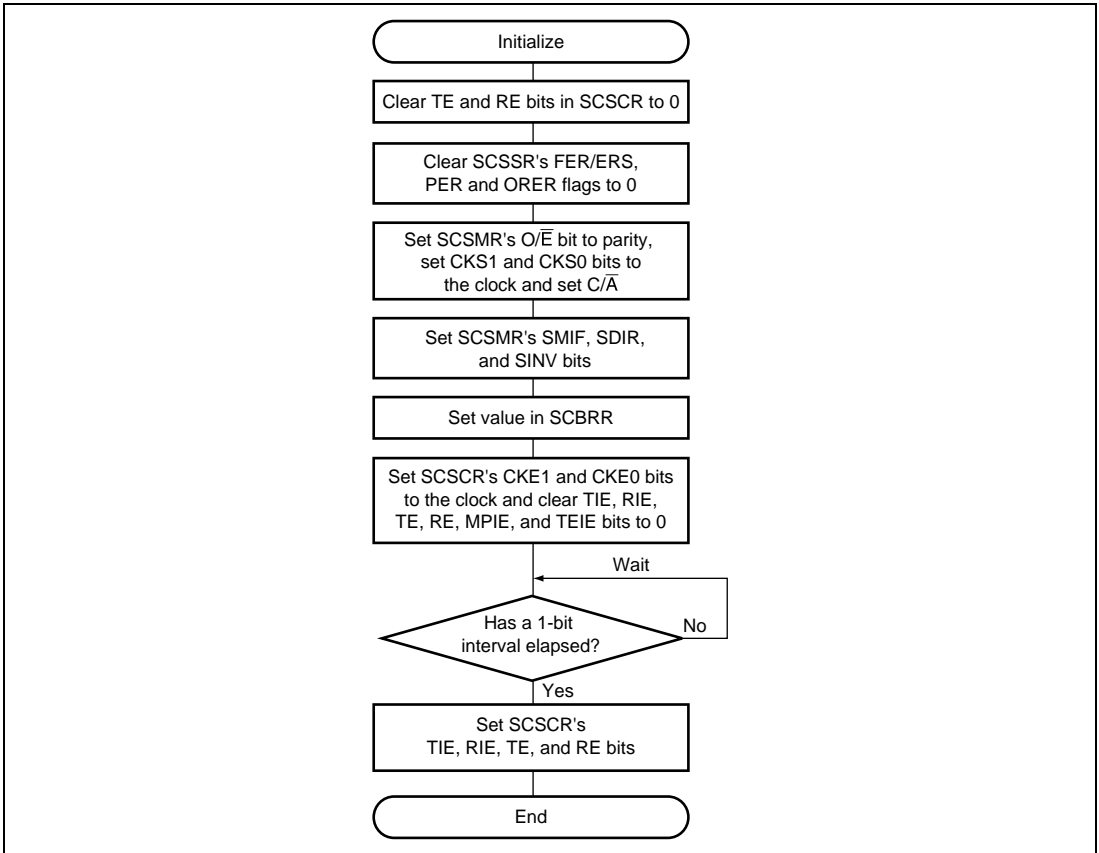 Initialize
Clear TE and RE bits in SCSCR to 0
Clear SCSSR's FER/ERS,
PER and ORER flags to 0
Set SCSMR's O/E̅ bit to parity,
set CKS1 and CKS0 bits to
the clock and set C/A̅
Set SCSMR's SMIF, SDIR,
and SINV bits
Set value in SCBRR
Set SCSCR's CKE1 and CKE0 bits
to the clock and clear TIE, RIE,
TE, RE, MPIE, and TEIE bits to 0
Wait
Has a 1-bit
interval elapsed?
No
Yes
Set SCSCR's
TIE, RIE, TE, and RE bits
End